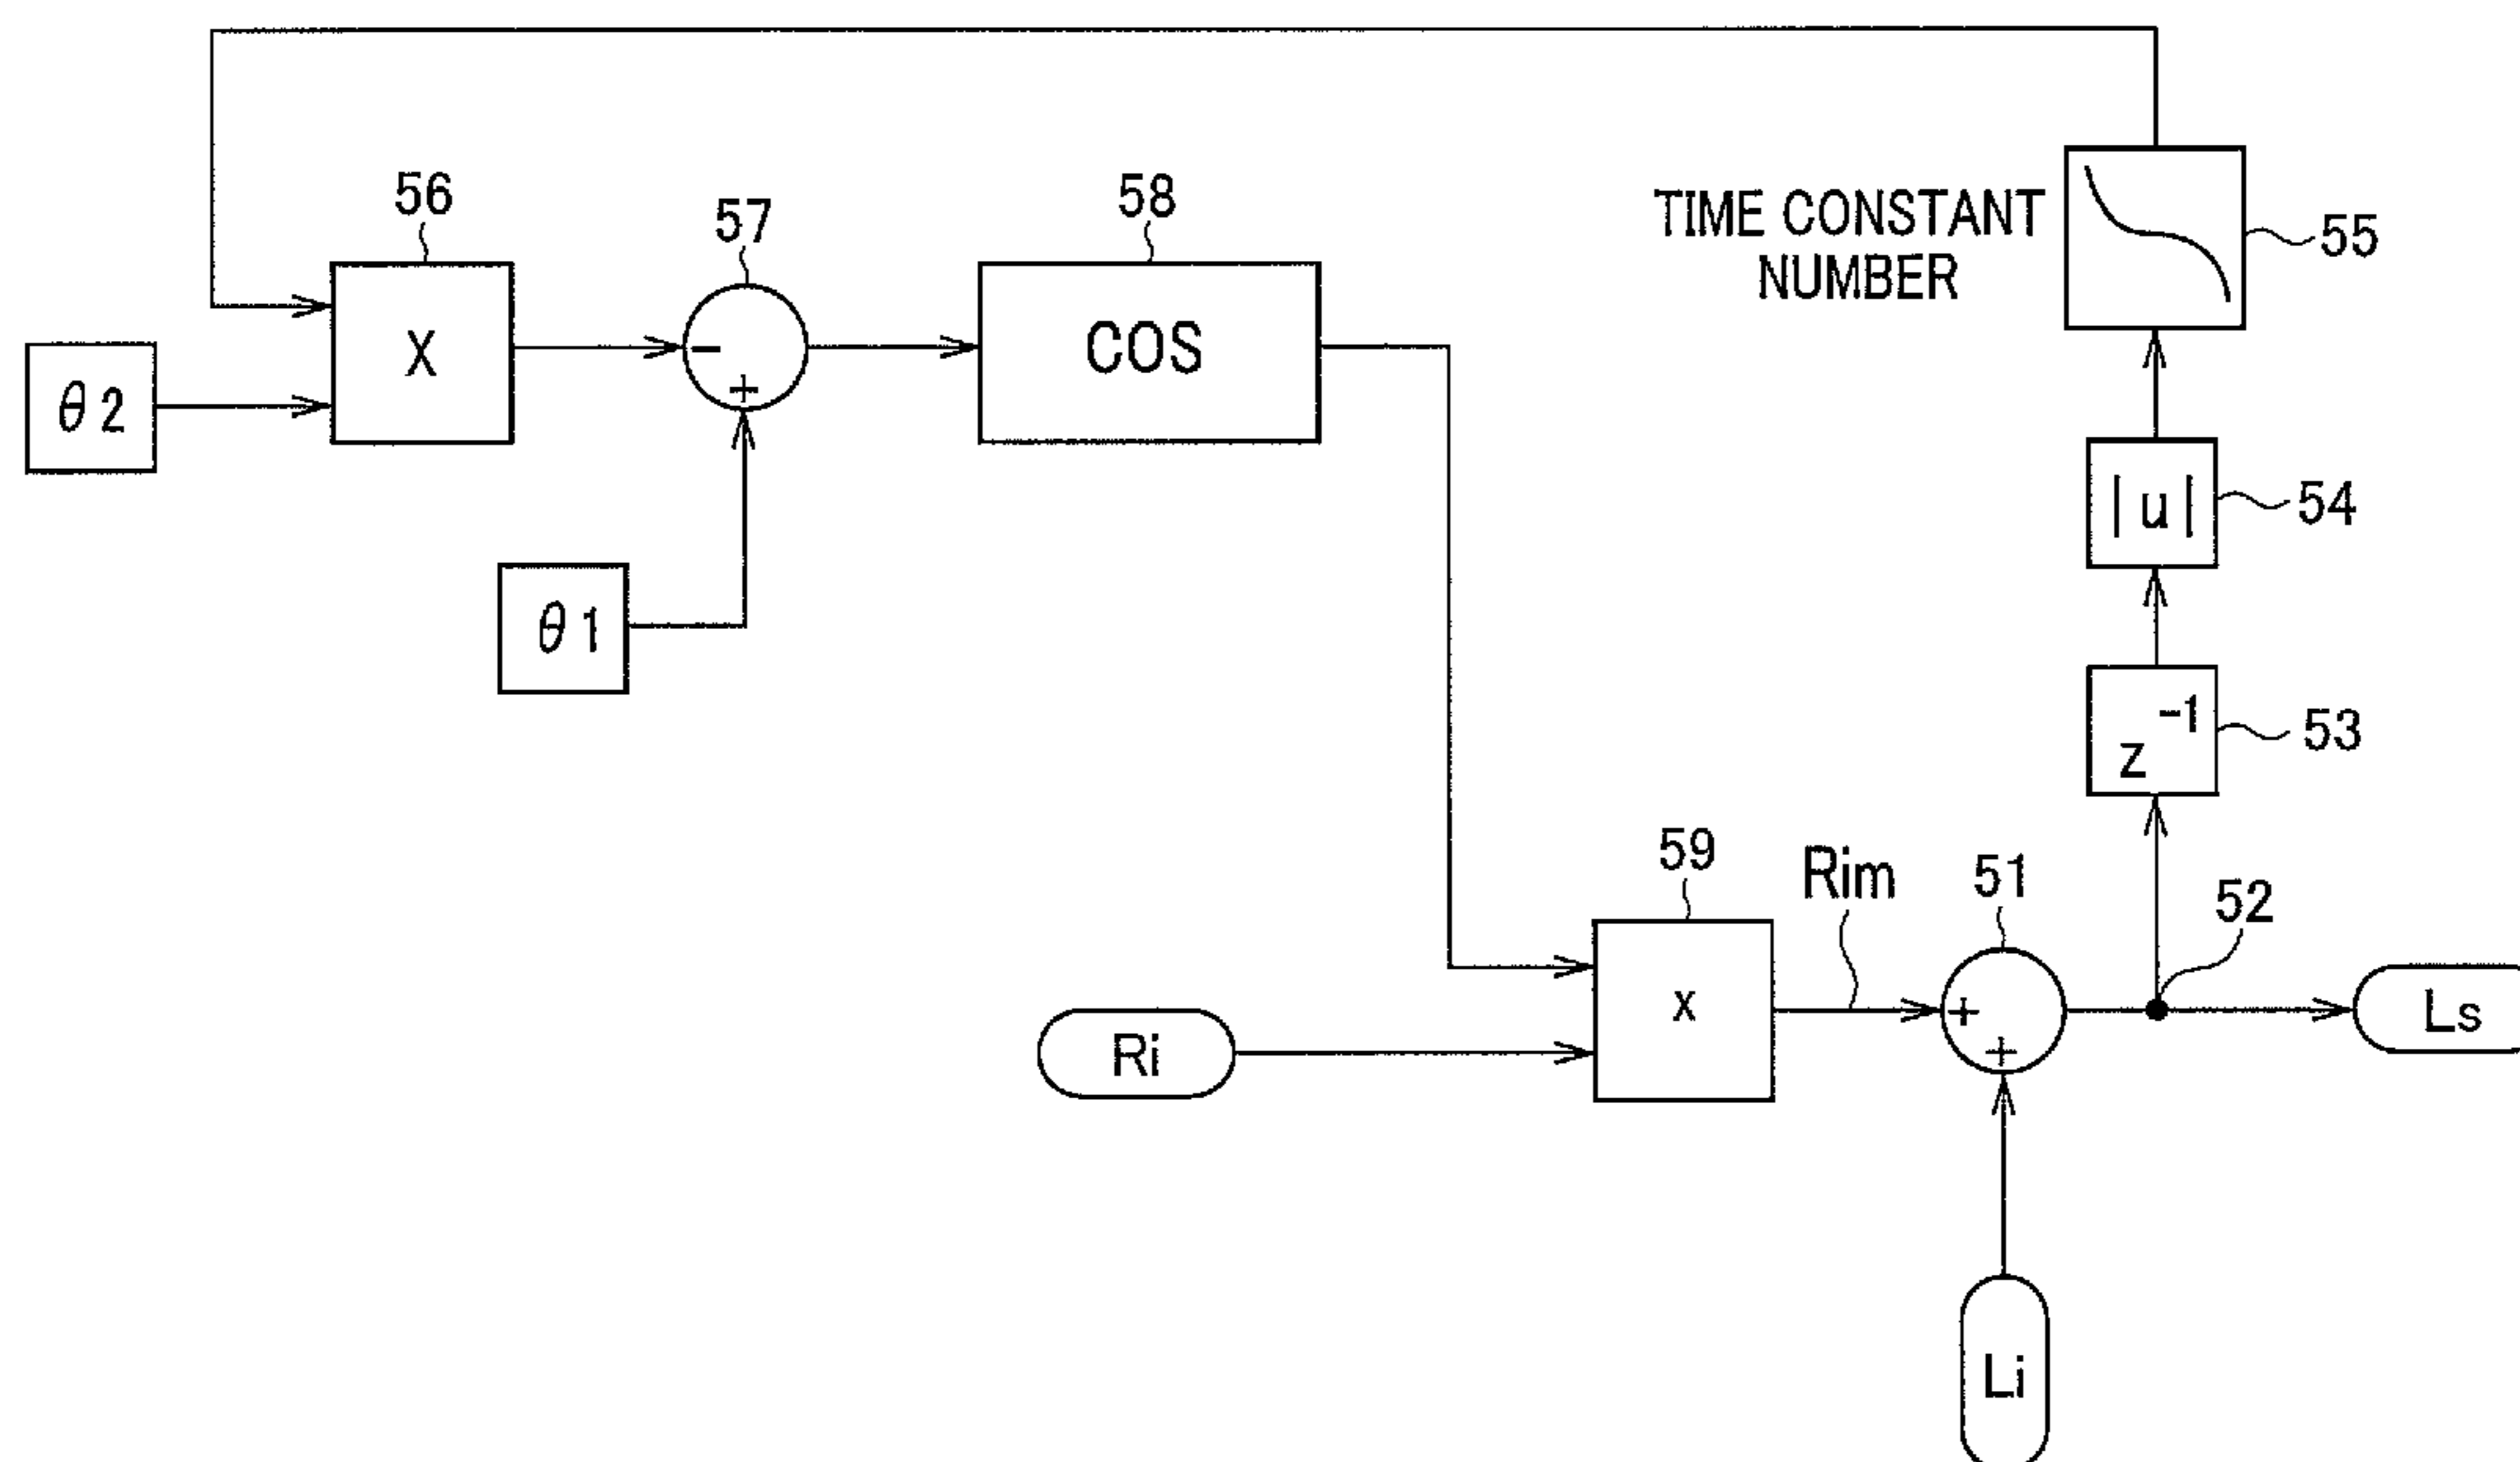 56
57
58
TIME CONSTANT
NUMBER
55
X
−
+
COS
θ2
|u|
54
θ1
z⁻¹
53
59
Rim
51
52
Ri
x
+
+
Ls
Li